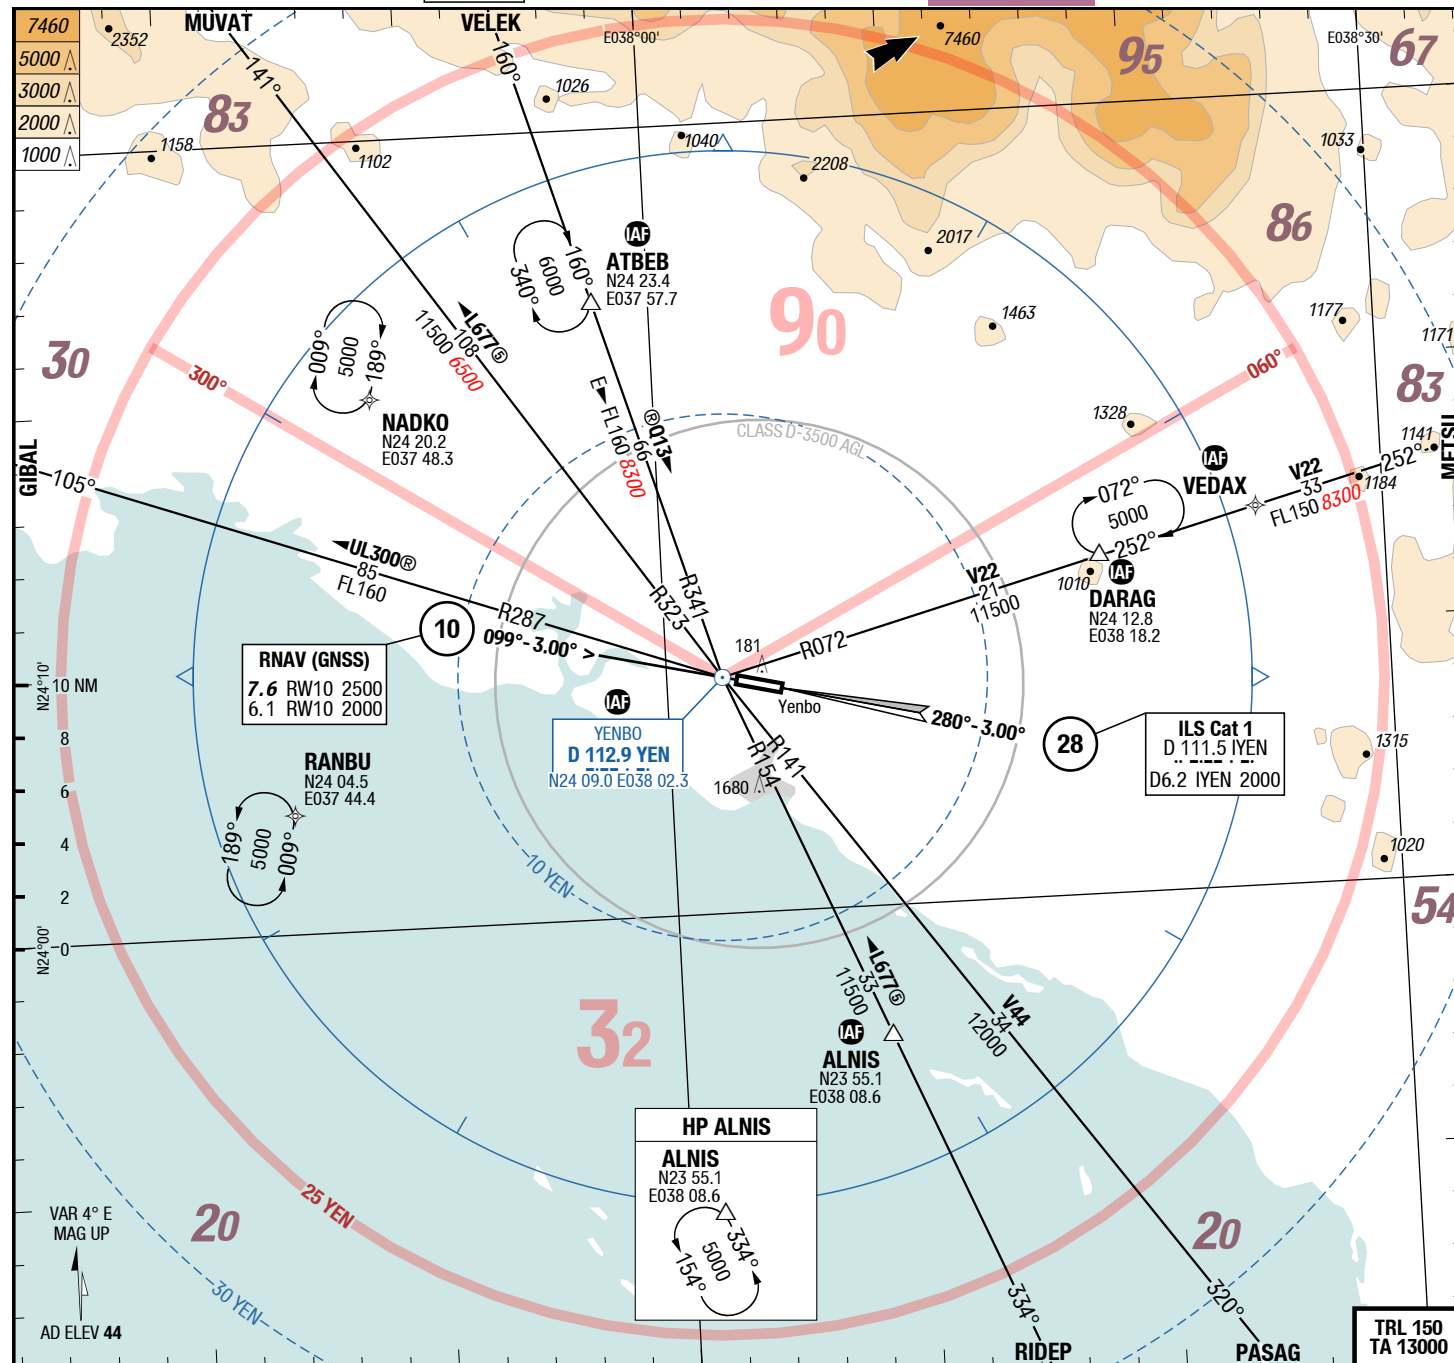 7460
5000
3000
2000
1000
2352
MUVAT
VELEK
E038°00'
7460
95
E038°30'
67
141°
160°
83
1026
1158
1102
1040
2208
1033
86
2017
IAF
ATBEB
N24 23.4
E037 57.7
160°
6000
340°
90
1463
1177
1171
L677⑤
108
11500 6500
009°
5000
189°
30
300°
060°
83
NADKO
N24 20.2
E037 48.3
E
FL160 8300
66
®Q13
CLASS D-3500 AGL
1328
1141
METSU
GIBAL
105°
IAF
VEDAX
V22
33
FL150 8300
252°
1184
072°
5000
252°
UL300®
85
FL160
1010
IAF
DARAG
N24 12.8
E038 18.2
V22
21
11500
R341
R323
R287
R072
10
099°-3.00° >
181
RNAV (GNSS)
7.6 RW10 2500
6.1 RW10 2000
N24°10'
10 NM
8
6
4
2
0
IAF
YENBO
D 112.9 YEN
N24 09.0 E038 02.3
Yenbo
280°-3.00°
28
ILS Cat 1
D 111.5 IYEN
D6.2 IYEN 2000
R141
R154
1680
1315
RANBU
N24 04.5
E037 44.4
189°
5000
009°
1020
10 YEN
54
N24°00'
L677⑤
33
11500
V44
34
12000
32
IAF
ALNIS
N23 55.1
E038 08.6
HP ALNIS
ALNIS
N23 55.1
E038 08.6
334°
5000
154°
25 YEN
20
20
VAR 4° E
MAG UP
30 YEN
AD ELEV 44
334°
RIDEP
320°
PASAG
TRL 150
TA 13000